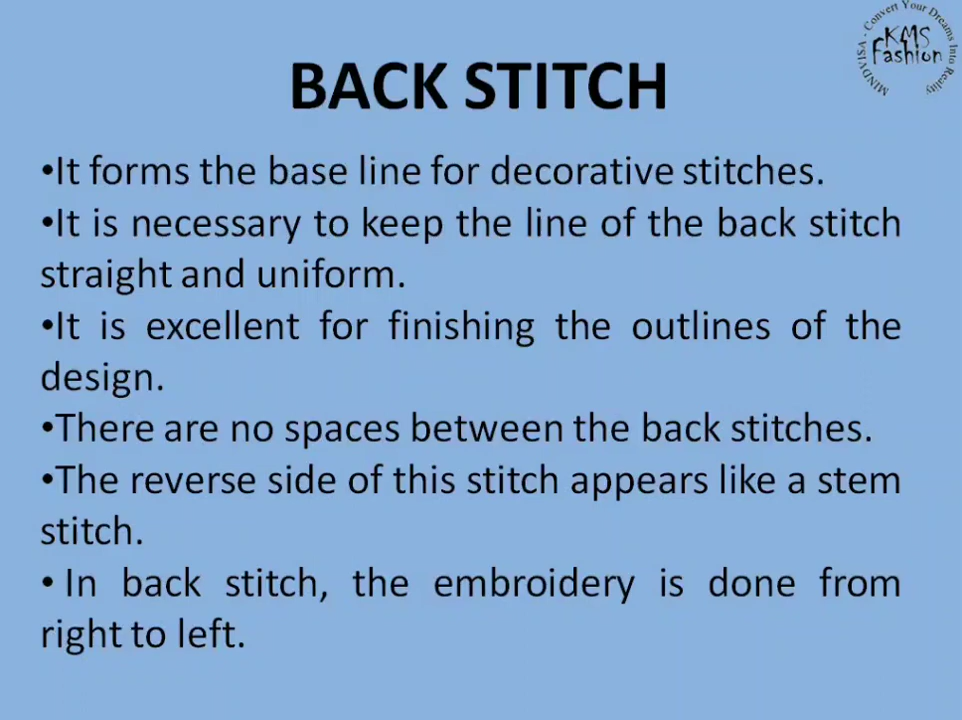 MINDVISA - Convert Your Dreams Into Reality
KMS
Fashion
BACK STITCH
•It forms the base line for decorative stitches.
•It is necessary to keep the line of the back stitch
straight and uniform.
•It is excellent for finishing the outlines of the
design.
•There are no spaces between the back stitches.
•The reverse side of this stitch appears like a stem
stitch.
• In back stitch, the embroidery is done from
right to left.